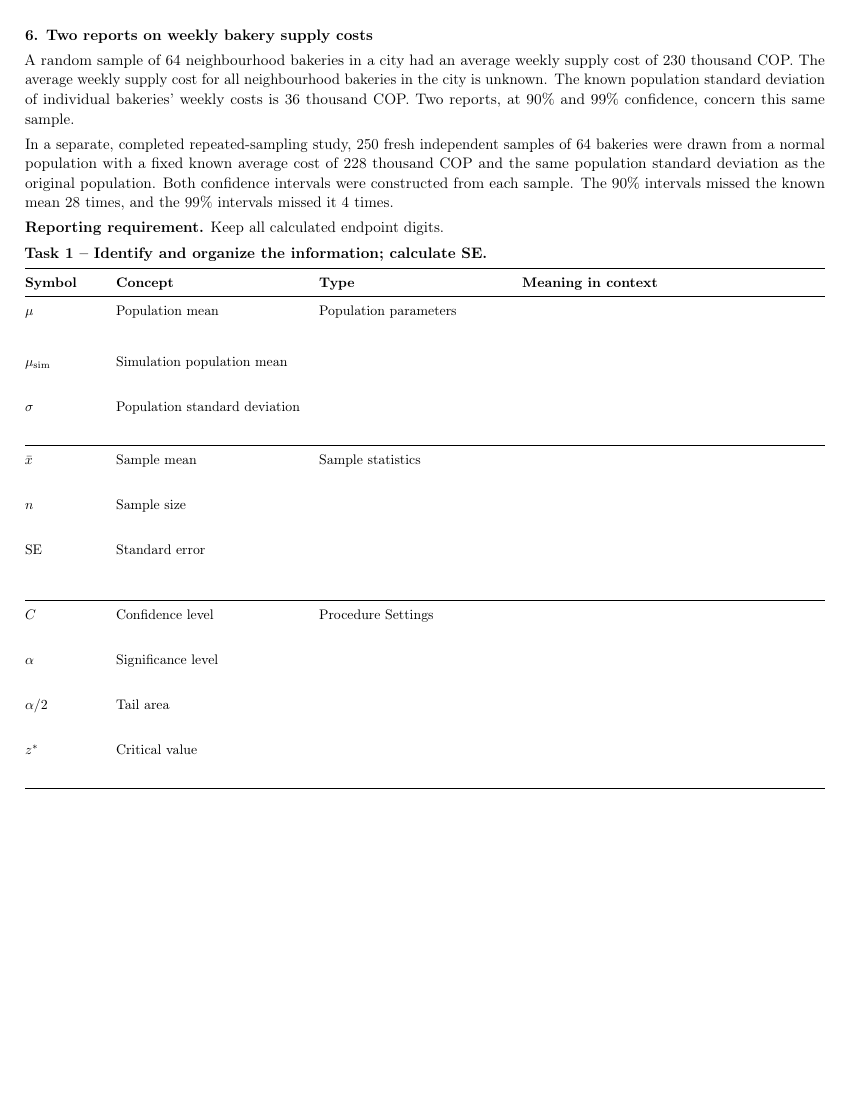 6. Two reports on weekly bakery supply costs
A random sample of 64 neighbourhood bakeries in a city had an average weekly supply cost of 230 thousand COP. The
average weekly supply cost for all neighbourhood bakeries in the city is unknown. The known population standard deviation
of individual bakeries’ weekly costs is 36 thousand COP. Two reports, at 90% and 99% confidence, concern this same
sample.
In a separate, completed repeated-sampling study, 250 fresh independent samples of 64 bakeries were drawn from a normal
population with a fixed known average cost of 228 thousand COP and the same population standard deviation as the
original population. Both confidence intervals were constructed from each sample. The 90% intervals missed the known
mean 28 times, and the 99% intervals missed it 4 times.
Reporting requirement. Keep all calculated endpoint digits.
Task 1 – Identify and organize the information; calculate SE.
Symbol Concept Type Meaning in context
μ Population mean Population parameters
μsim Simulation population mean
σ Population standard deviation
x̄ Sample mean Sample statistics
n Sample size
SE Standard error
C Confidence level Procedure Settings
α Significance level
α/2 Tail area
z* Critical value